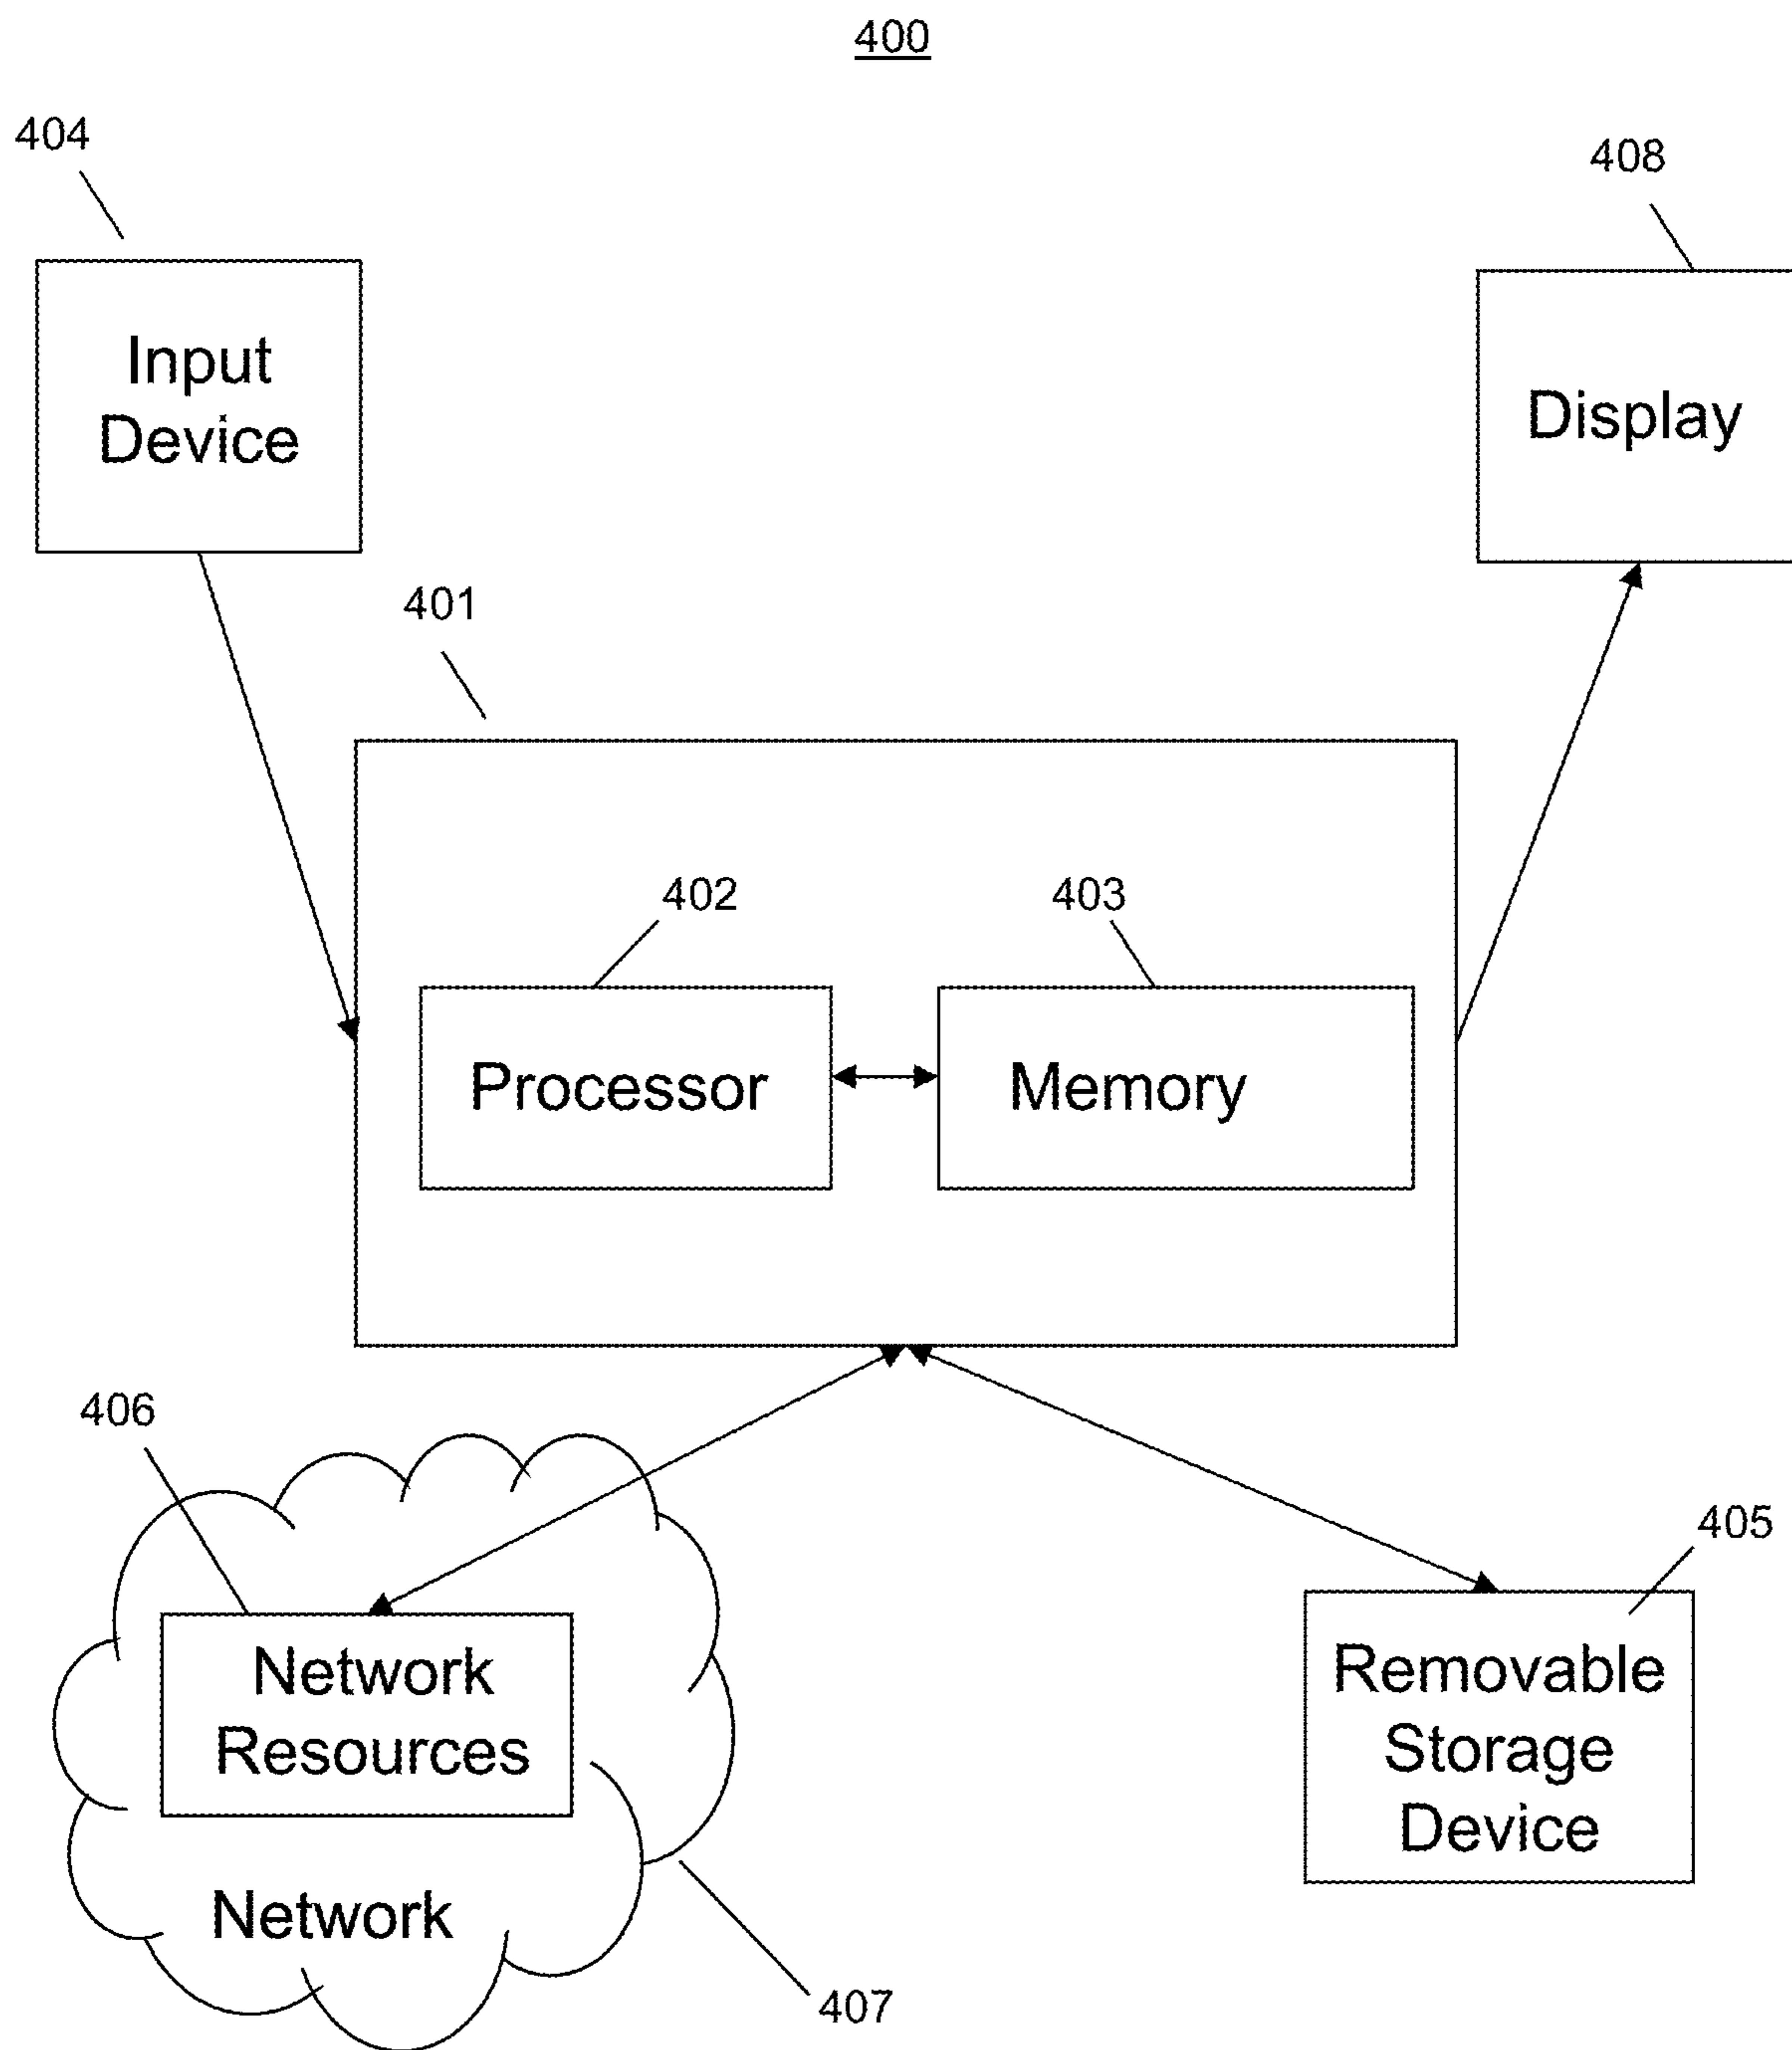 400
404
408
Input
Device
Display
401
402
403
Processor
Memory
406
405
Network
Resources
Removable
Storage
Device
Network
407